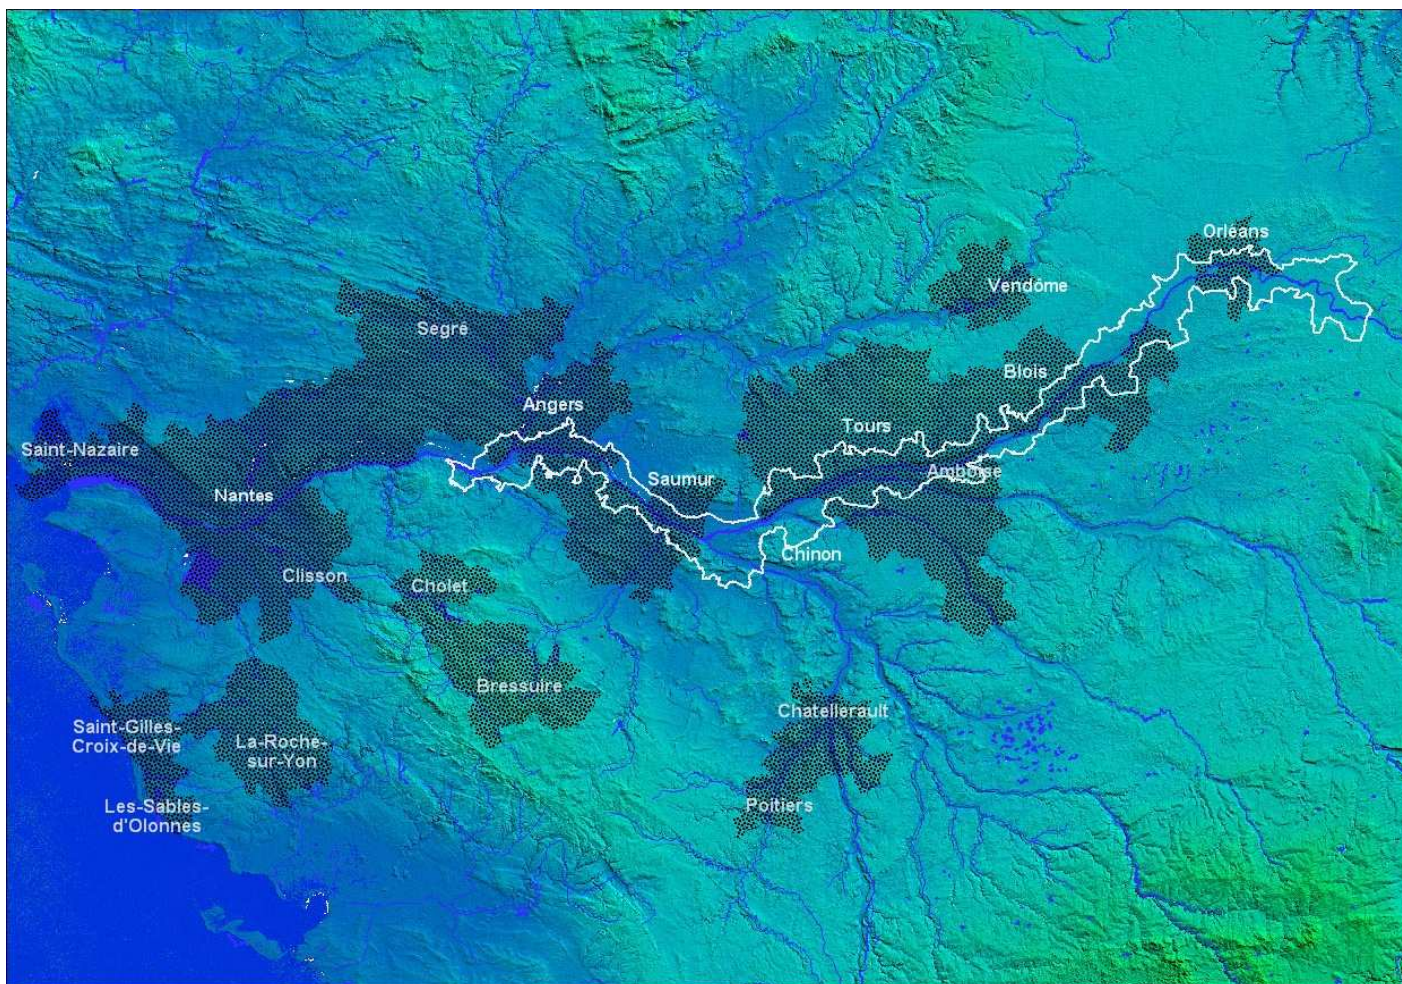 Orléans
Vendôme
Segré
Blois
Angers
Tours
Saint-Nazaire
Amboise
Saumur
Nantes
Chinon
Clisson
Cholet
Bressuire
Chatellerault
Saint-Gilles-
Croix-de-Vie
La-Roche-
sur-Yon
Les-Sables-
d'Olonnes
Poitiers